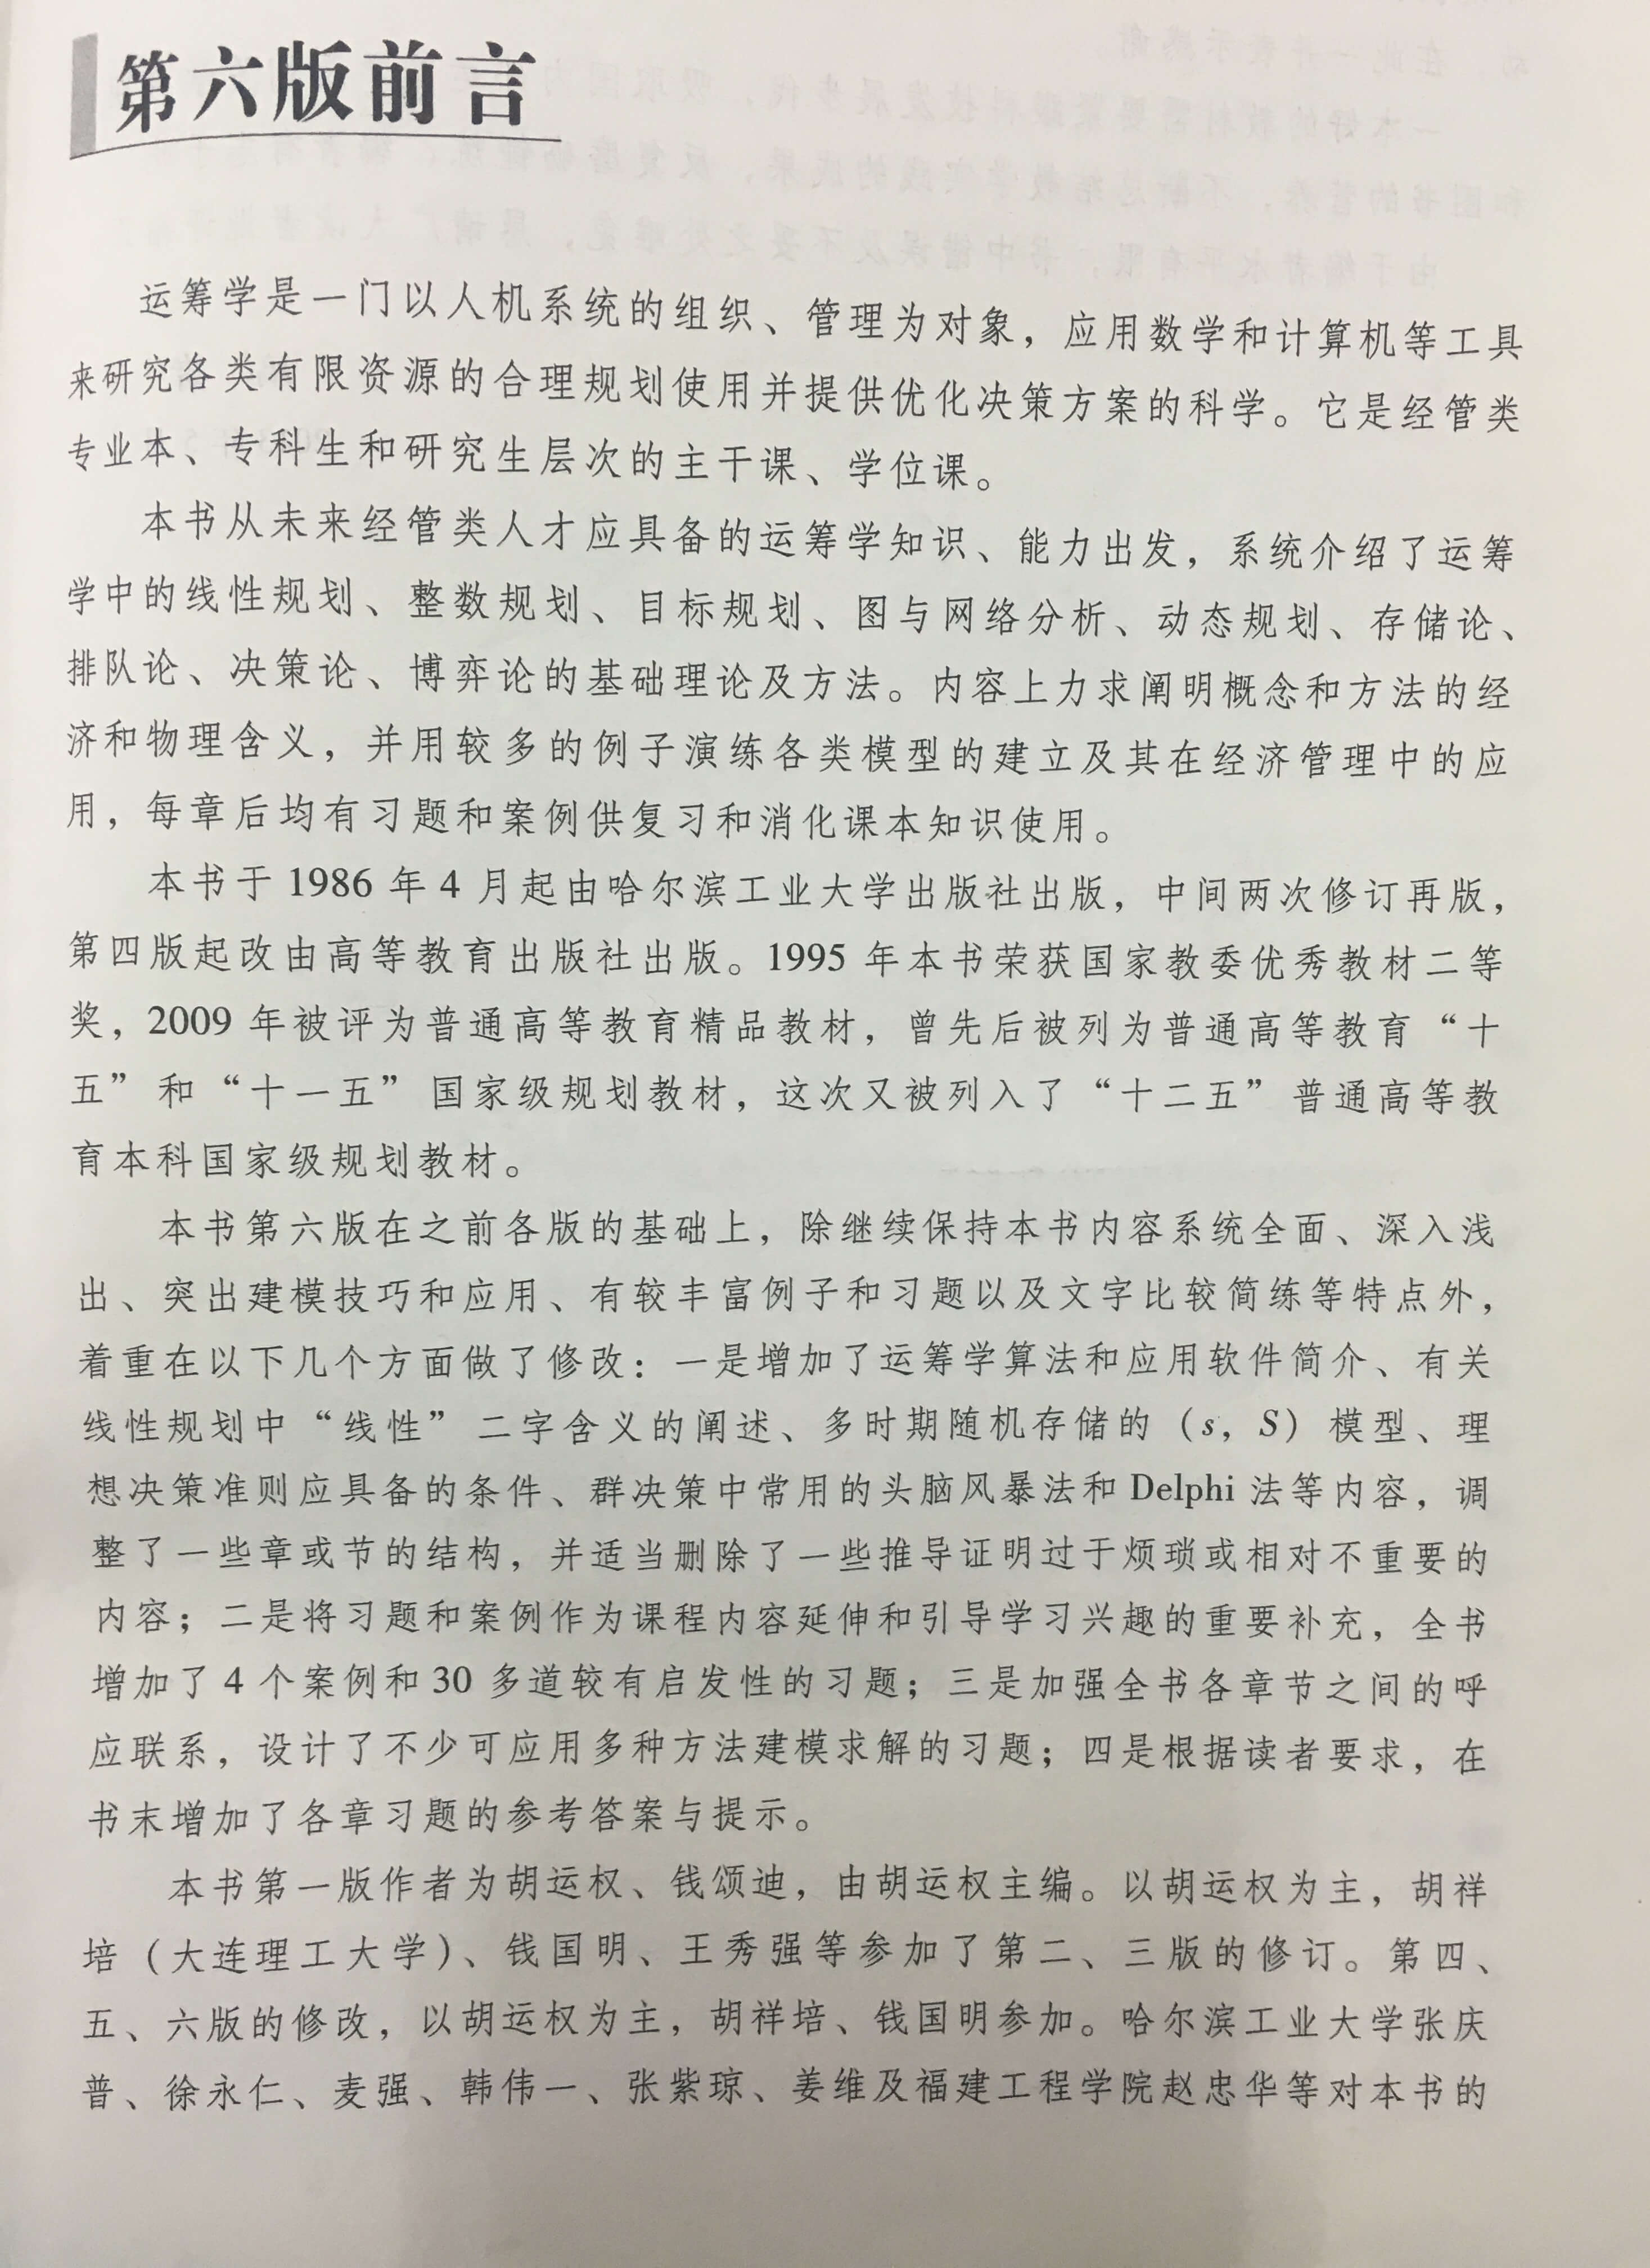 第六版前言
运筹学是一门以人机系统的组织、管理为对象，应用数学和计算机等工具
来研究各类有限资源的合理规划使用并提供优化决策方案的科学。它是经管类
专业本、专科生和研究生层次的主干课、学位课。
本书从未来经管类人才应具备的运筹学知识、能力出发，系统介绍了运筹
学中的线性规划、整数规划、目标规划、图与网络分析、动态规划、存储论、
排队论、决策论、博弈论的基础理论及方法。内容上力求阐明概念和方法的经
济和物理含义，并用较多的例子演练各类模型的建立及其在经济管理中的应
用，每章后均有习题和案例供复习和消化课本知识使用。
本书于 1986 年 4 月起由哈尔滨工业大学出版社出版，中间两次修订再版，
第四版起改由高等教育出版社出版。1995 年本书荣获国家教委优秀教材二等
奖，2009 年被评为普通高等教育精品教材，曾先后被列为普通高等教育“十
五”和“十一五”国家级规划教材，这次又被列入了“十二五”普通高等教
育本科国家级规划教材。
本书第六版在之前各版的基础上，除继续保持本书内容系统全面、深入浅
出、突出建模技巧和应用、有较丰富例子和习题以及文字比较简练等特点外，
着重在以下几个方面做了修改：一是增加了运筹学算法和应用软件简介、有关
线性规划中“线性”二字含义的阐述、多时期随机存储的（s，S）模型、理
想决策准则应具备的条件、群决策中常用的头脑风暴法和 Delphi 法等内容，调
整了一些章或节的结构，并适当删除了一些推导证明过于烦琐或相对不重要的
内容；二是将习题和案例作为课程内容延伸和引导学习兴趣的重要补充，全书
增加了 4 个案例和 30 多道较有启发性的习题；三是加强全书各章节之间的呼
应联系，设计了不少可应用多种方法建模求解的习题；四是根据读者要求，在
书末增加了各章习题的参考答案与提示。
本书第一版作者为胡运权、钱颂迪，由胡运权主编。以胡运权为主，胡祥
培（大连理工大学）、钱国明、王秀强等参加了第二、三版的修订。第四、
五、六版的修改，以胡运权为主，胡祥培、钱国明参加。哈尔滨工业大学张庆
普、徐永仁、麦强、韩伟一、张紫琼、姜维及福建工程学院赵忠华等对本书的